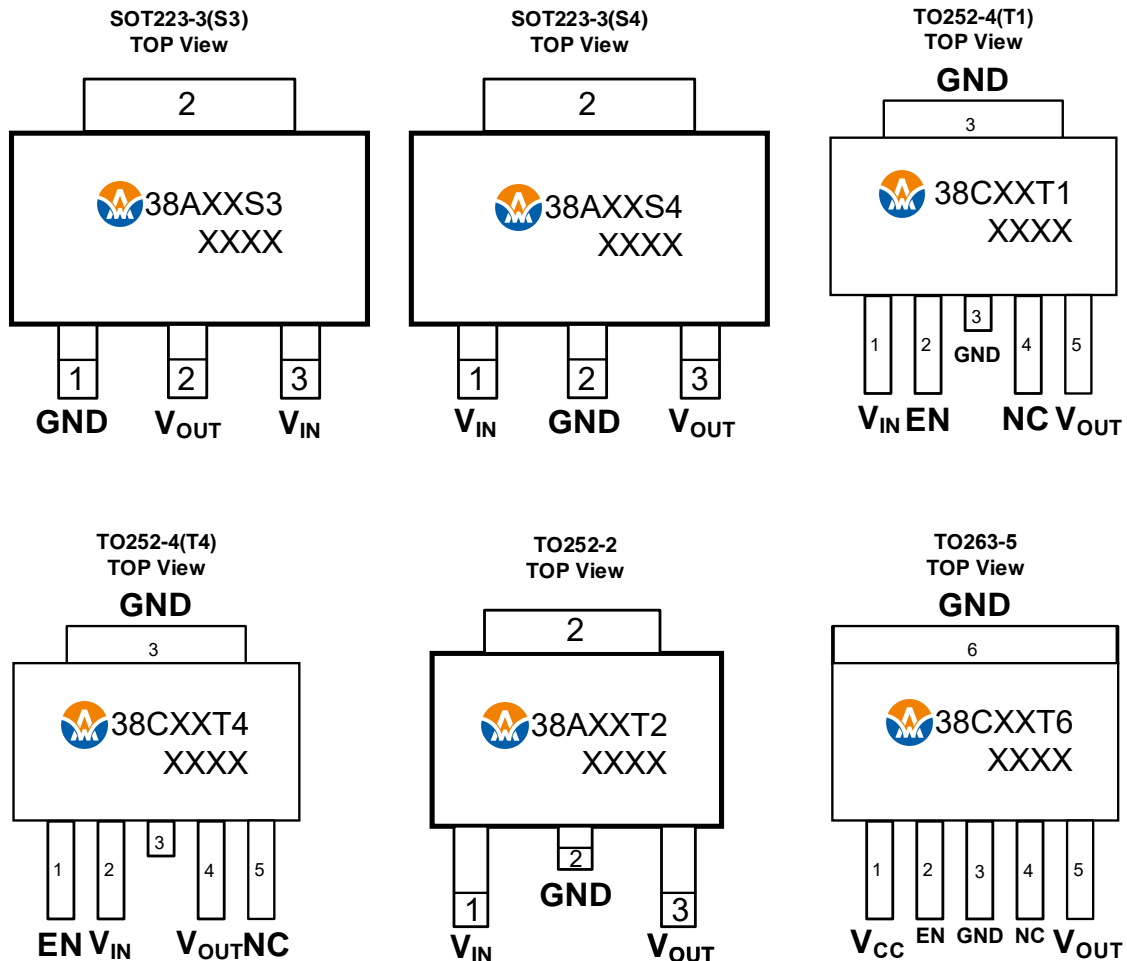 SOT223-3(S3)
TOP View
2
38AXXS3
XXXX
1 2 3
GND VOUT VIN
SOT223-3(S4)
TOP View
2
38AXXS4
XXXX
1 2 3
VIN GND VOUT
TO252-4(T1)
TOP View
GND
3
38CXXT1
XXXX
1 2 3 4 5
GND
VIN EN NC VOUT
TO252-4(T4)
TOP View
GND
3
38CXXT4
XXXX
1 2 3 4 5
EN VIN VOUT NC
TO252-2
TOP View
2
38AXXT2
XXXX
2
GND
1 3
VIN VOUT
TO263-5
TOP View
GND
6
38CXXT6
XXXX
1 2 3 4 5
VCC EN GND NC VOUT